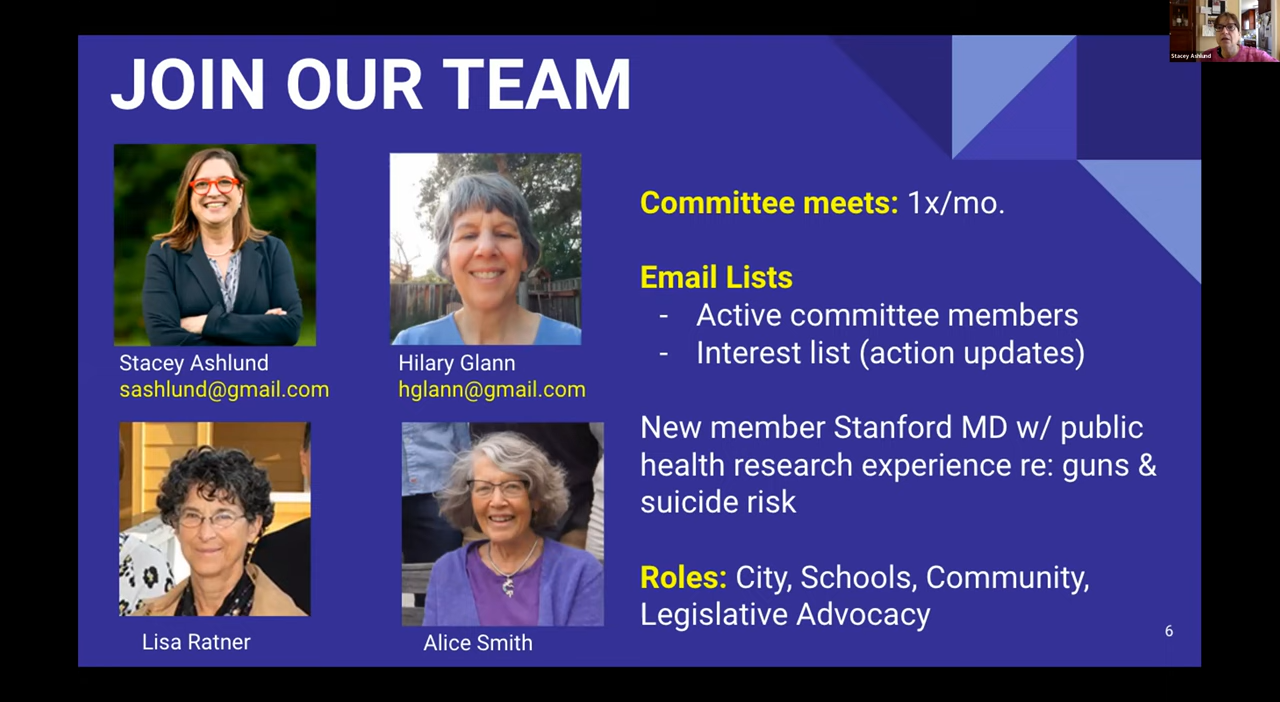 JOIN OUR TEAM
Stacey Ashlund
Stacey Ashlund
sashlund@gmail.com
Hilary Glann
hglann@gmail.com
Lisa Ratner
Alice Smith
Committee meets: 1x/mo.
Email Lists
- Active committee members
- Interest list (action updates)
New member Stanford MD w/ public
health research experience re: guns &
suicide risk
Roles: City, Schools, Community,
Legislative Advocacy
6